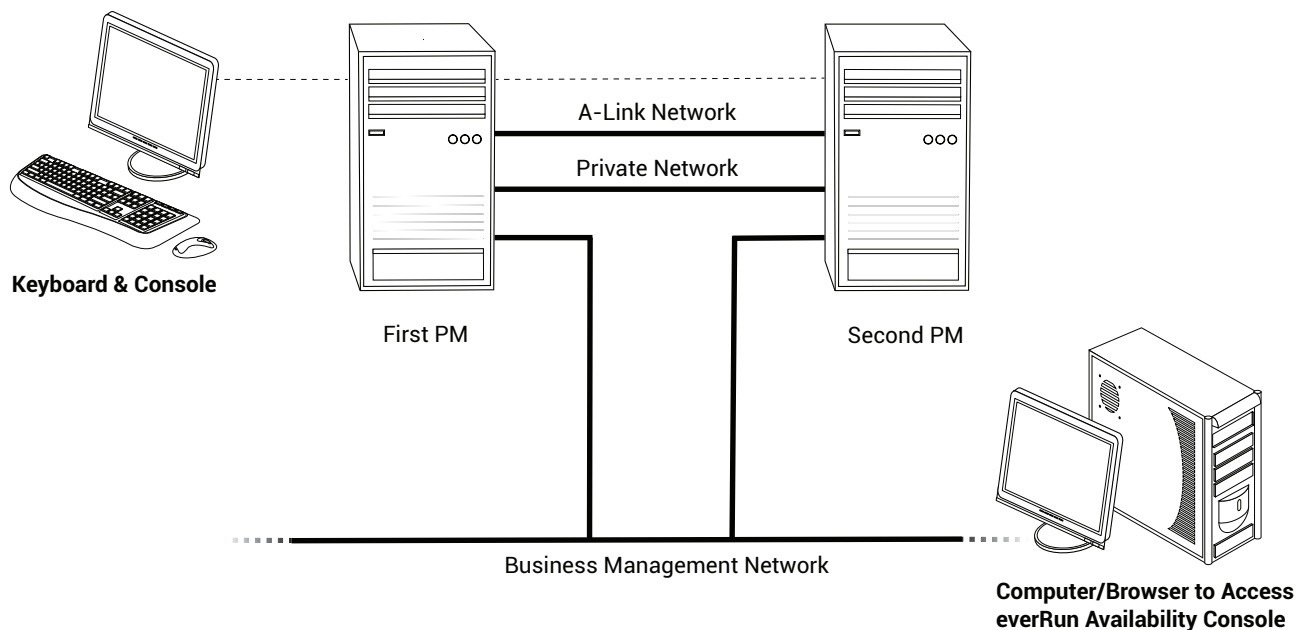 A-Link Network
Private Network
Keyboard & Console
First PM
Second PM
Business Management Network
Computer/Browser to Access
everRun Availability Console